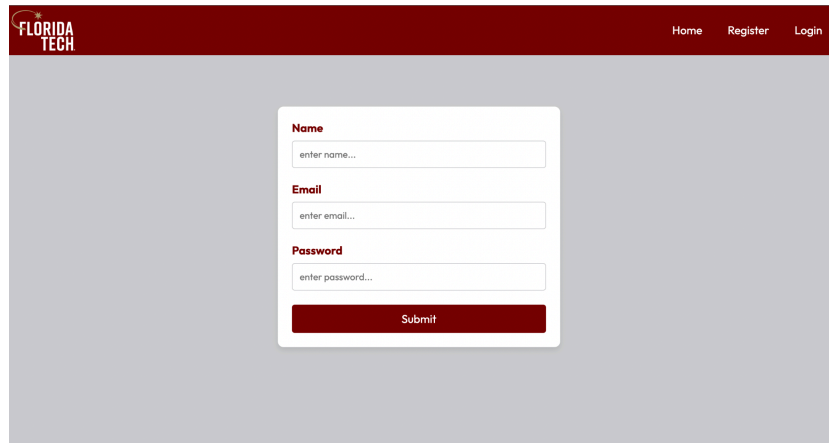 FLORIDA
TECH
Home Register Login
Name
enter name...
Email
enter email...
Password
enter password...
Submit